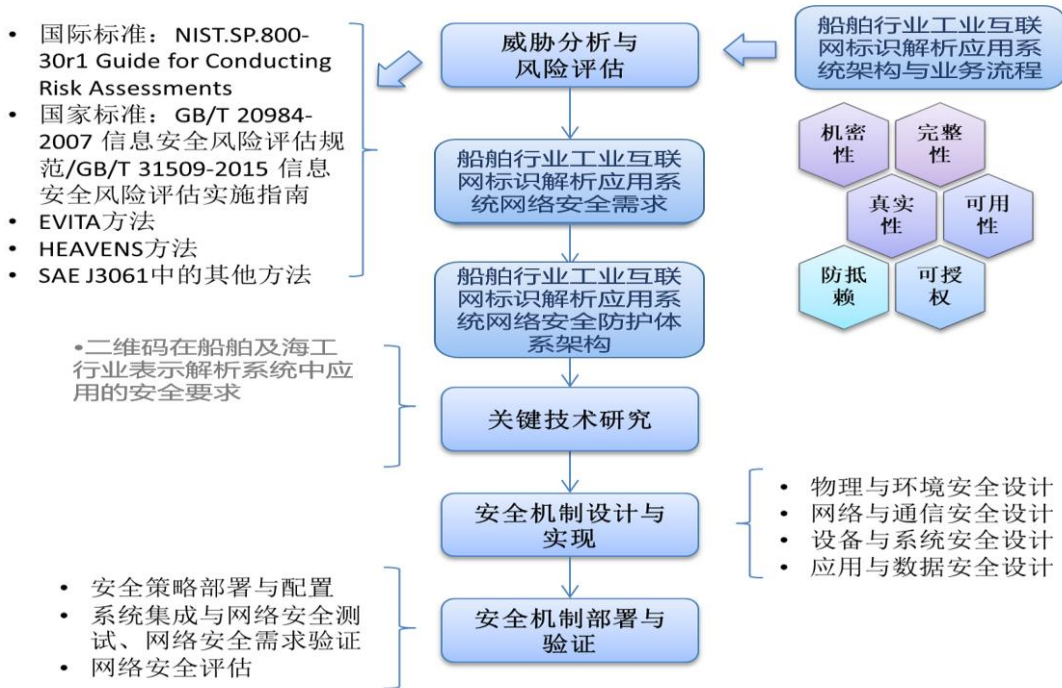 • 国际标准：NIST.SP.800-
30r1 Guide for Conducting
Risk Assessments
• 国家标准：GB/T 20984-
2007 信息安全风险评估规
范/GB/T 31509-2015 信息
安全风险评估实施指南
• EVITA方法
• HEAVENS方法
• SAE J3061中的其他方法
威胁分析与
风险评估
船舶行业工业互联
网标识解析应用系
统架构与业务流程
机密
性
完整
性
真实
性
可用
性
防抵
赖
可授
权
船舶行业工业互联
网标识解析应用系
统网络安全需求
船舶行业工业互联
网标识解析应用系
统网络安全防护体
系架构
•二维码在船舶及海工
行业表示解析系统中应
用的安全要求
关键技术研究
安全机制设计与
实现
• 物理与环境安全设计
• 网络与通信安全设计
• 设备与系统安全设计
• 应用与数据安全设计
• 安全策略部署与配置
• 系统集成与网络安全测
试、网络安全需求验证
• 网络安全评估
安全机制部署与
验证